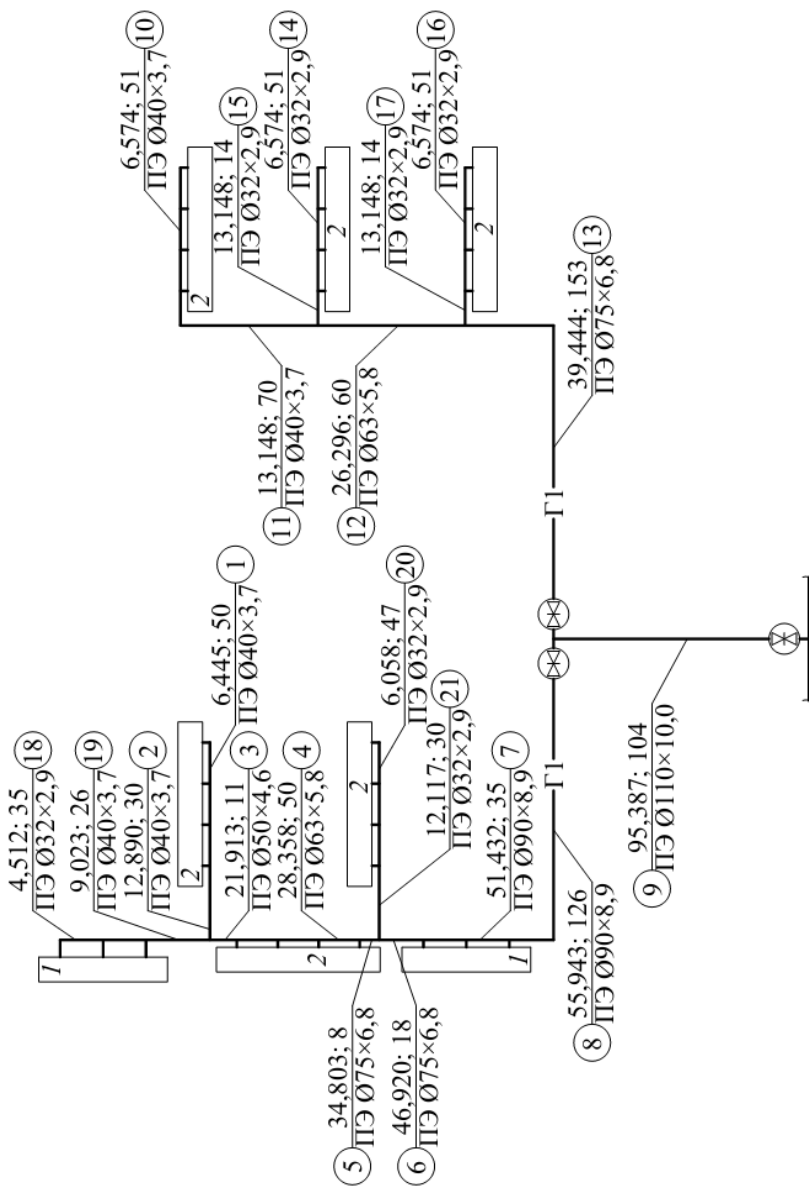 4,512; 35
ПЭ Ø32×2,9
18
1
9,023; 26
ПЭ Ø40×3,7
19
6,574; 51
ПЭ Ø40×3,7
10
12,890; 30
ПЭ Ø40×3,7
2
2
2
6,445; 50
ПЭ Ø40×3,7
1
13,148; 14
ПЭ Ø32×2,9
15
21,913; 11
ПЭ Ø50×4,6
3
11
13,148; 70
ПЭ Ø40×3,7
6,574; 51
ПЭ Ø32×2,9
14
28,358; 50
ПЭ Ø63×5,8
4
2
2
5
34,803; 8
ПЭ Ø75×6,8
12
26,296; 60
ПЭ Ø63×5,8
2
13,148; 14
ПЭ Ø32×2,9
17
6,058; 47
ПЭ Ø32×2,9
20
6
46,920; 18
ПЭ Ø75×6,8
6,574; 51
ПЭ Ø32×2,9
16
12,117; 30
ПЭ Ø32×2,9
21
2
51,432; 35
ПЭ Ø90×8,9
7
1
Г1
Г1
8
55,943; 126
ПЭ Ø90×8,9
39,444; 153
ПЭ Ø75×6,8
13
9
95,387; 104
ПЭ Ø110×10,0